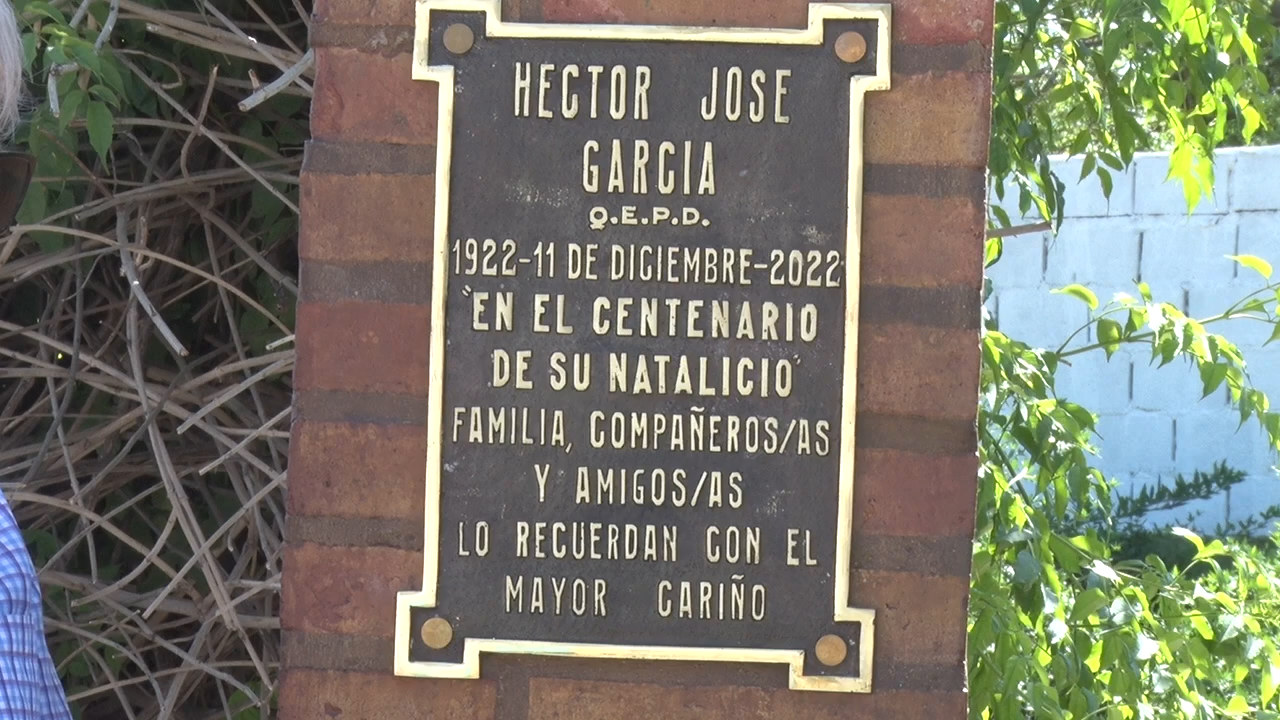 HECTOR JOSE
GARCIA
Q.E.P.D.
1922-11 DE DICIEMBRE-2022
"EN EL CENTENARIO
DE SU NATALICIO"
FAMILIA, COMPAÑEROS/AS
Y AMIGOS/AS
LO RECUERDAN CON EL
MAYOR CARIÑO